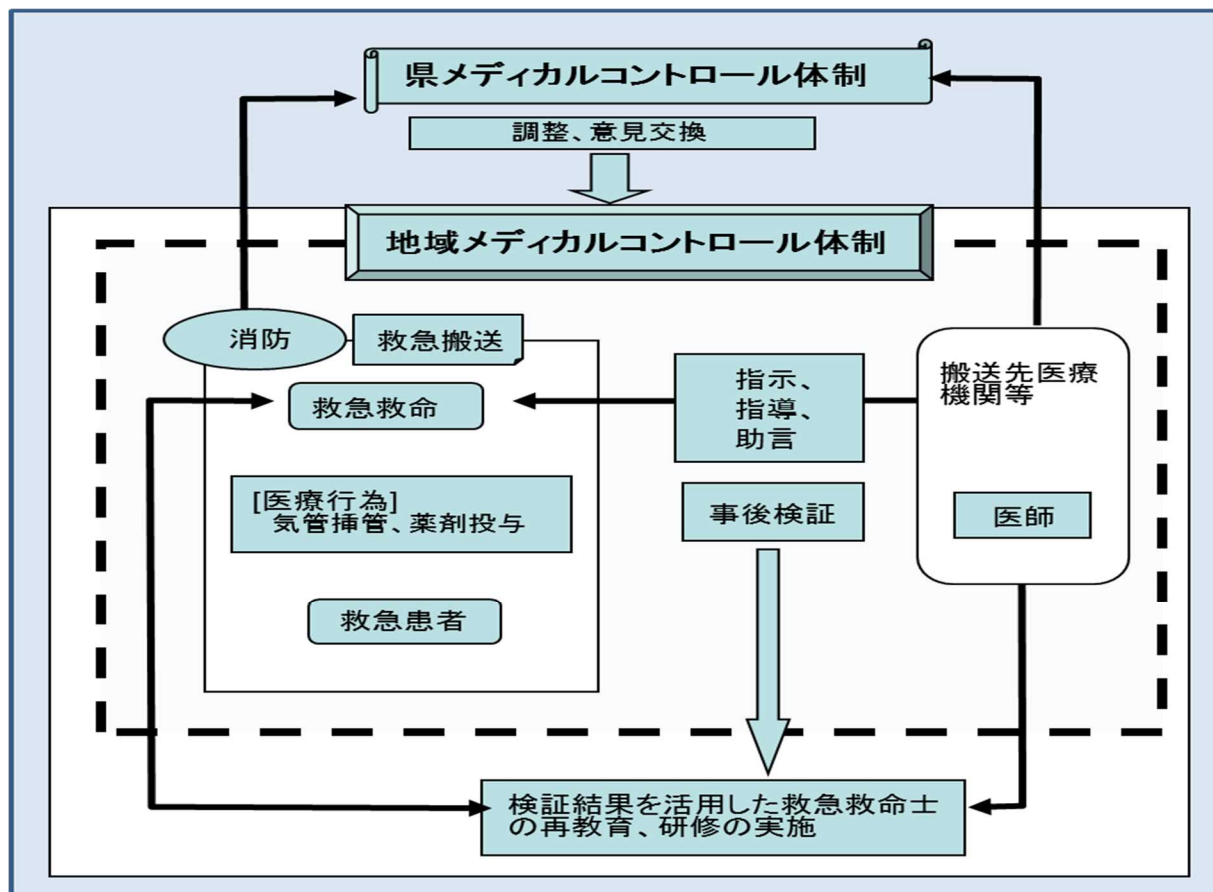 県メディカルコントロール体制
調整、意見交換
地域メディカルコントロール体制
消防
救急搬送
救急救命
[医療行為]
気管挿管、薬剤投与
救急患者
指示、
指導、
助言
事後検証
搬送先医療
機関等
医師
検証結果を活用した救急救命士
の再教育、研修の実施